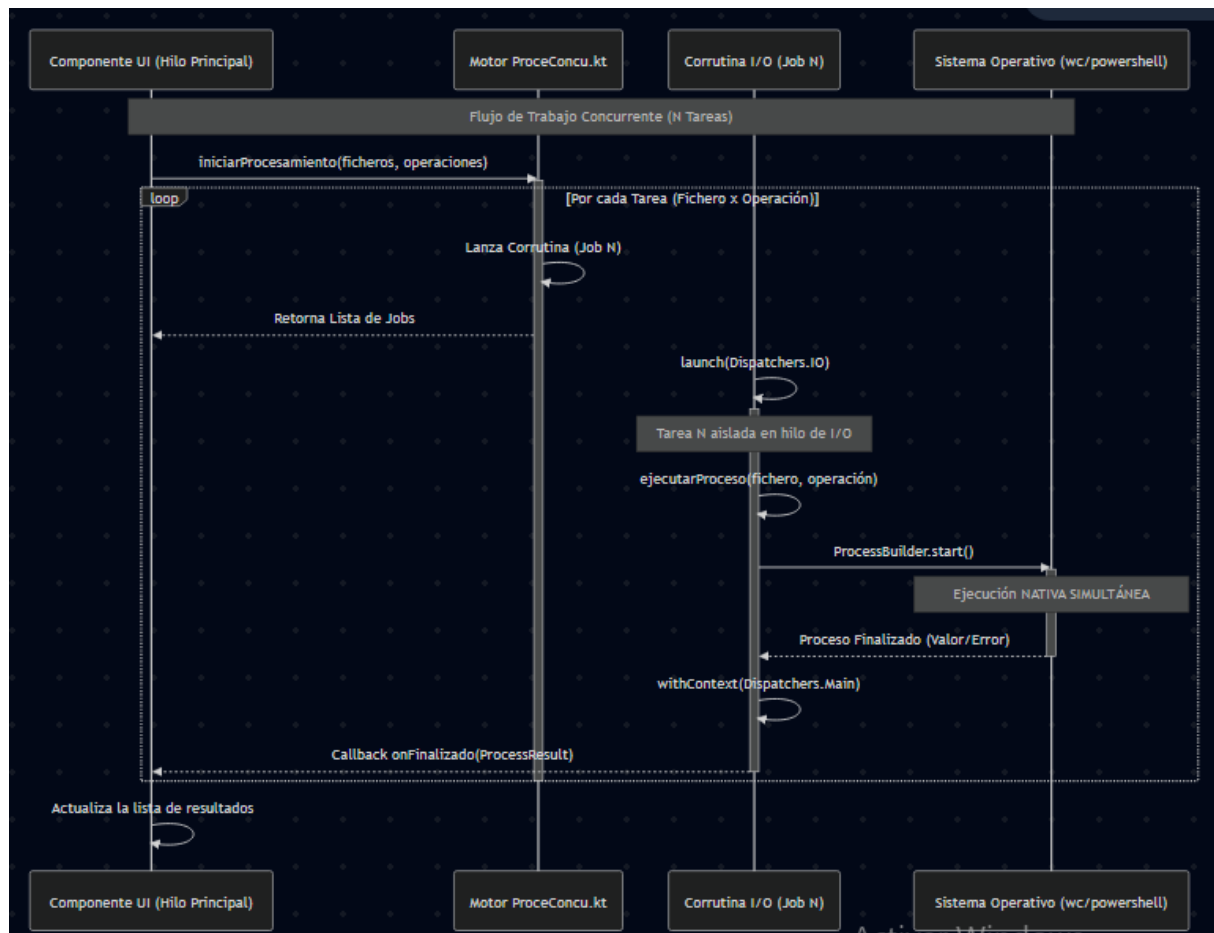 Componente UI (Hilo Principal)
Motor ProceConcu.kt
Corrutina I/O (Job N)
Sistema Operativo (wc/powershell)
Flujo de Trabajo Concurrente (N Tareas)
iniciarProcesamiento(ficheros, operaciones)
loop
[Por cada Tarea (Fichero x Operación)]
Lanza Corrutina (Job N)
Retorna Lista de Jobs
launch(Dispatchers.IO)
Tarea N aislada en hilo de I/O
ejecutarProceso(fichero, operación)
ProcessBuilder.start()
Ejecución NATIVA SIMULTÁNEA
Proceso Finalizado (Valor/Error)
withContext(Dispatchers.Main)
Callback onFinalizado(ProcessResult)
Actualiza la lista de resultados
Componente UI (Hilo Principal)
Motor ProceConcu.kt
Corrutina I/O (Job N)
Sistema Operativo (wc/powershell)